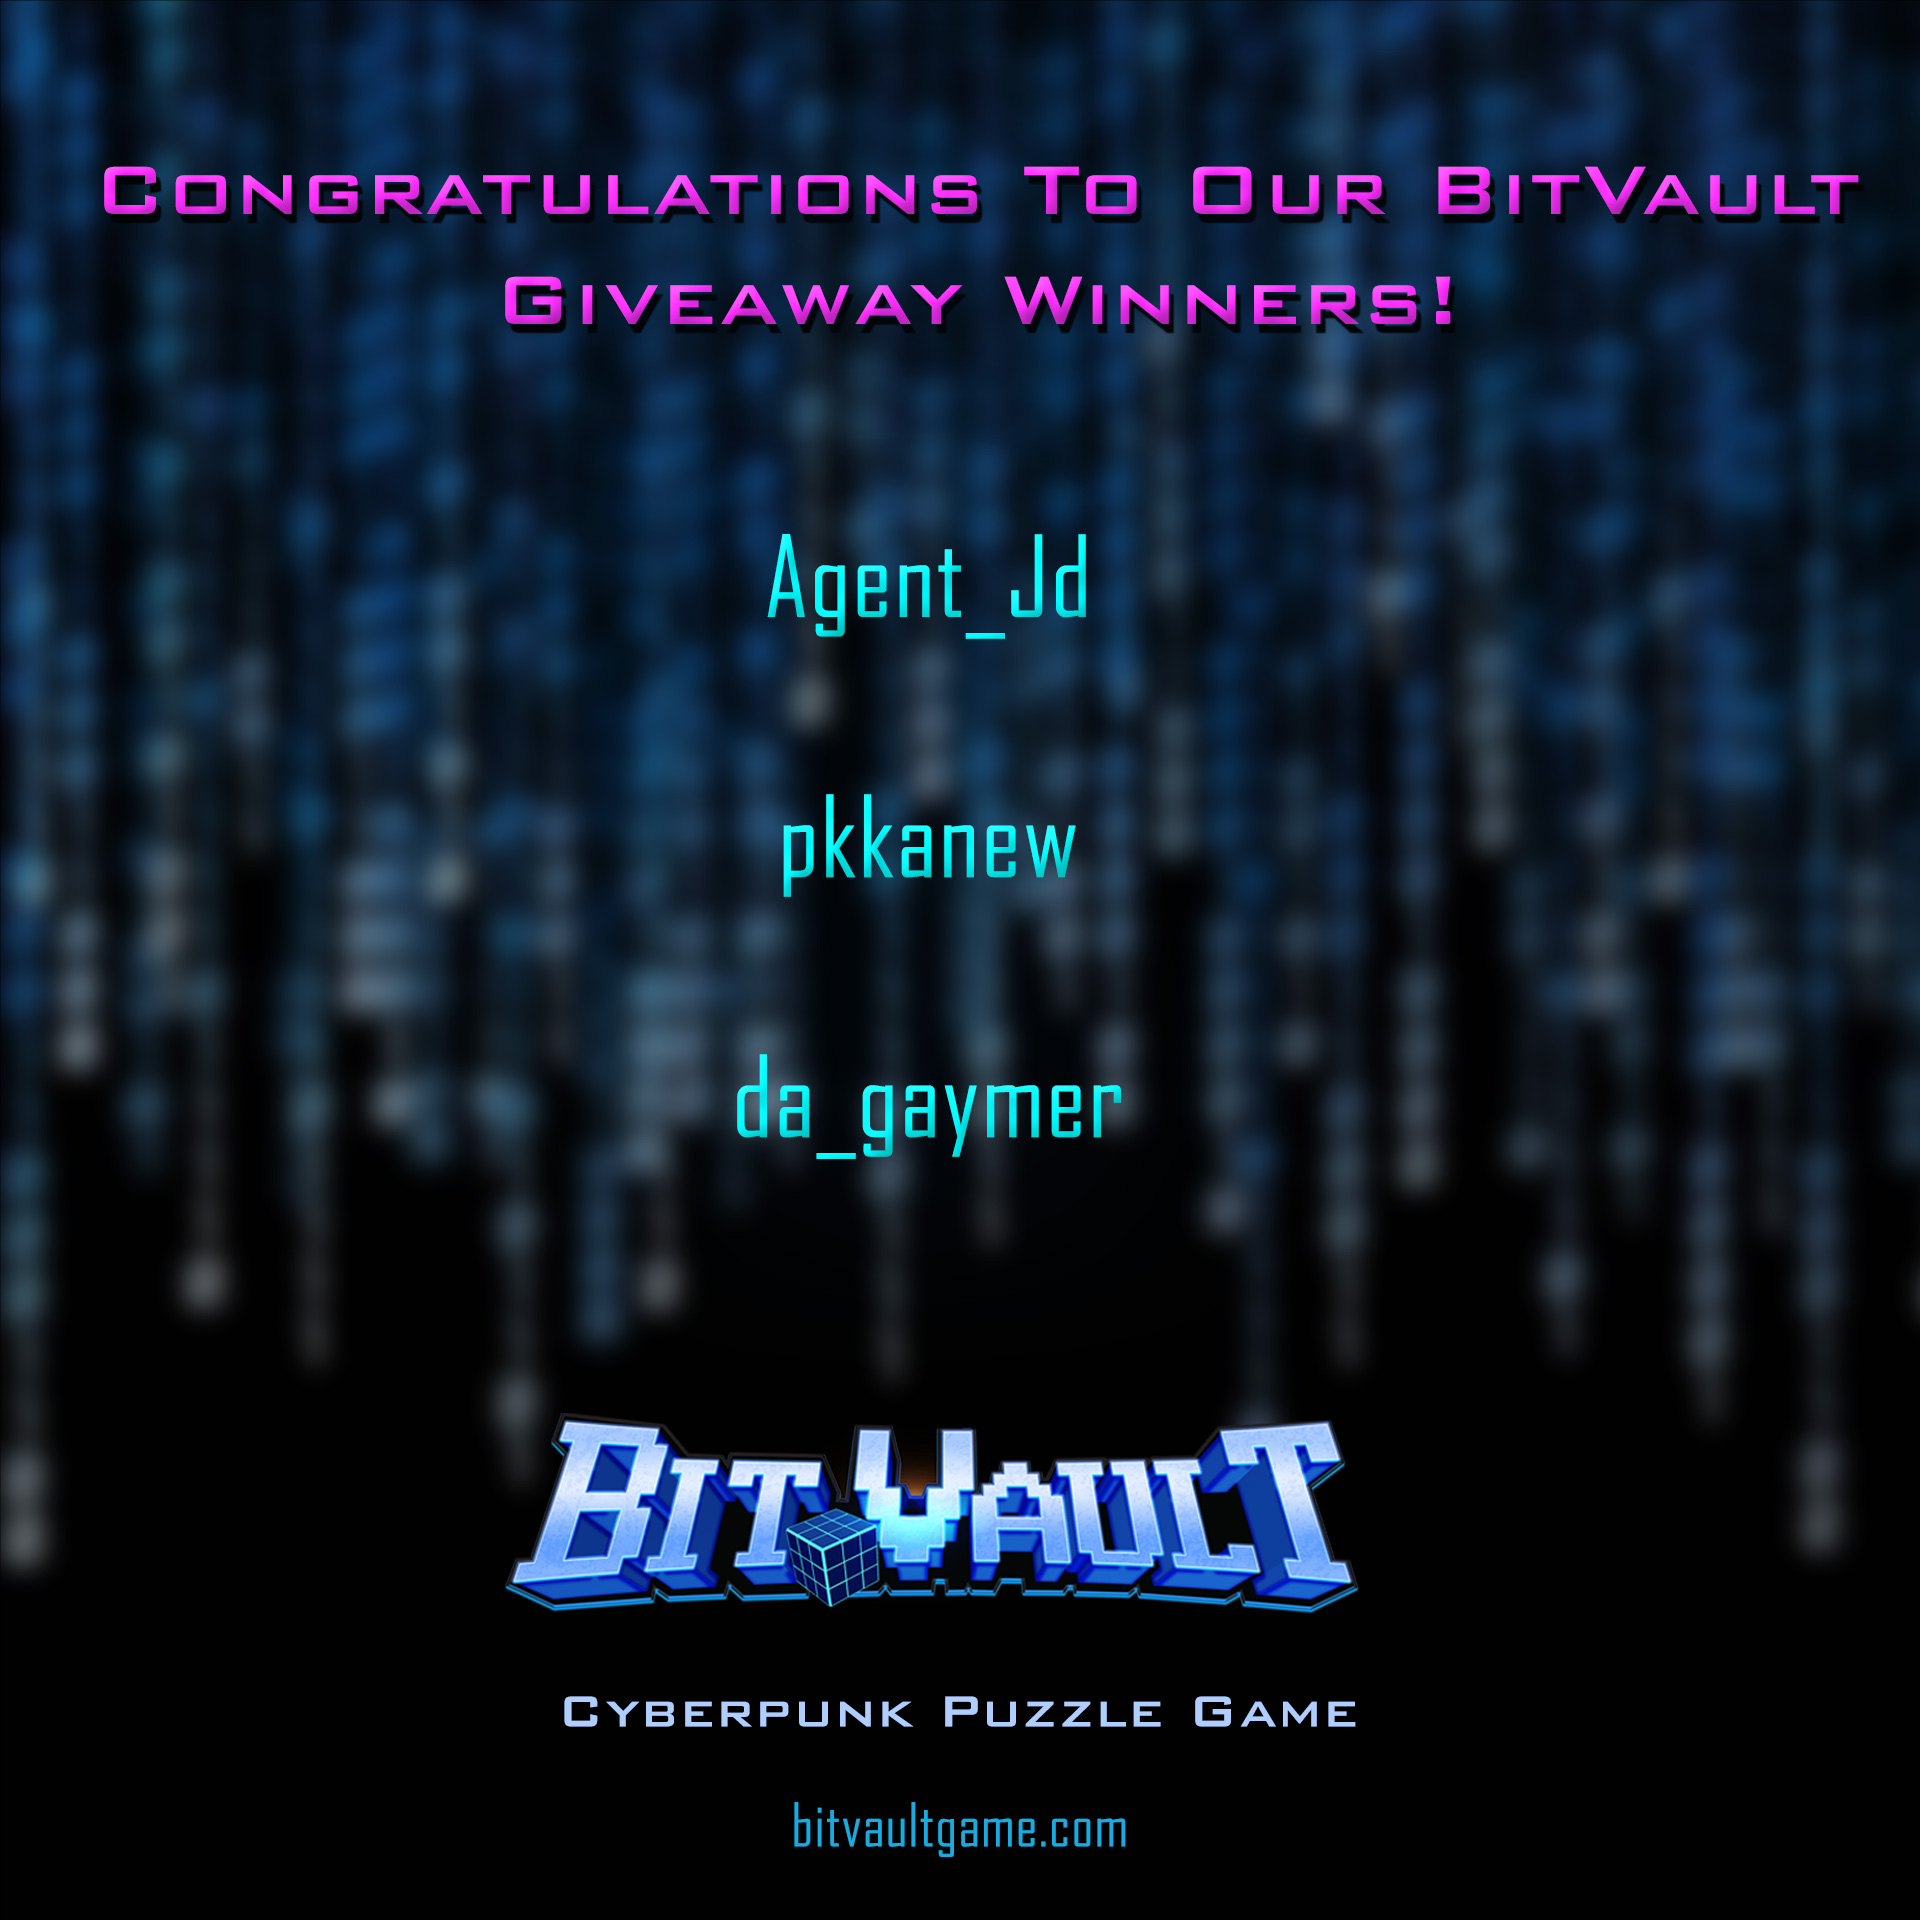 Congratulations To Our BitVault
Giveaway Winners!
Agent_Jd
pkkanew
da_gaymer
BitVault
Cyberpunk Puzzle Game
bitvaultgame.com